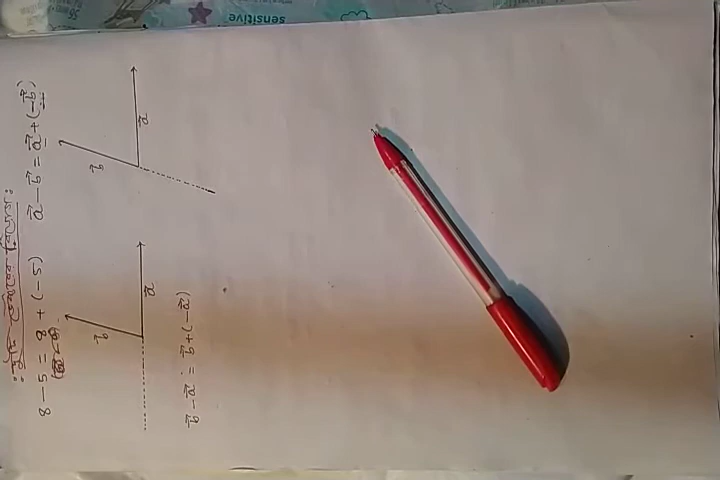 8 - 5 = 8 + (-5)
a⃗ - b⃗ = a⃗ + (-b⃗)
b⃗
a⃗
b⃗
a⃗
b⃗ - a⃗ = b⃗ + (-a⃗)
sensitive